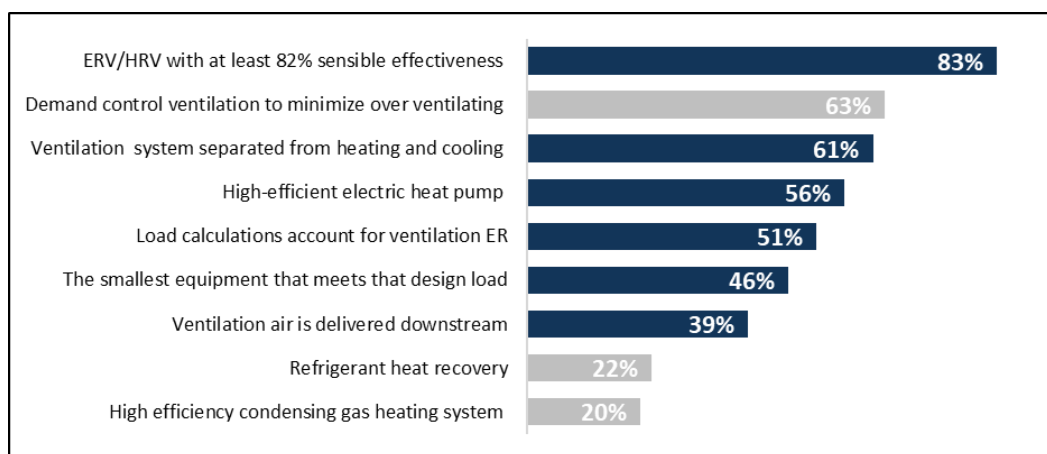 ERV/HRV with at least 82% sensible effectiveness 83%
Demand control ventilation to minimize over ventilating 63%
Ventilation system separated from heating and cooling 61%
High-efficient electric heat pump 56%
Load calculations account for ventilation ER 51%
The smallest equipment that meets that design load 46%
Ventilation air is delivered downstream 39%
Refrigerant heat recovery 22%
High efficiency condensing gas heating system 20%